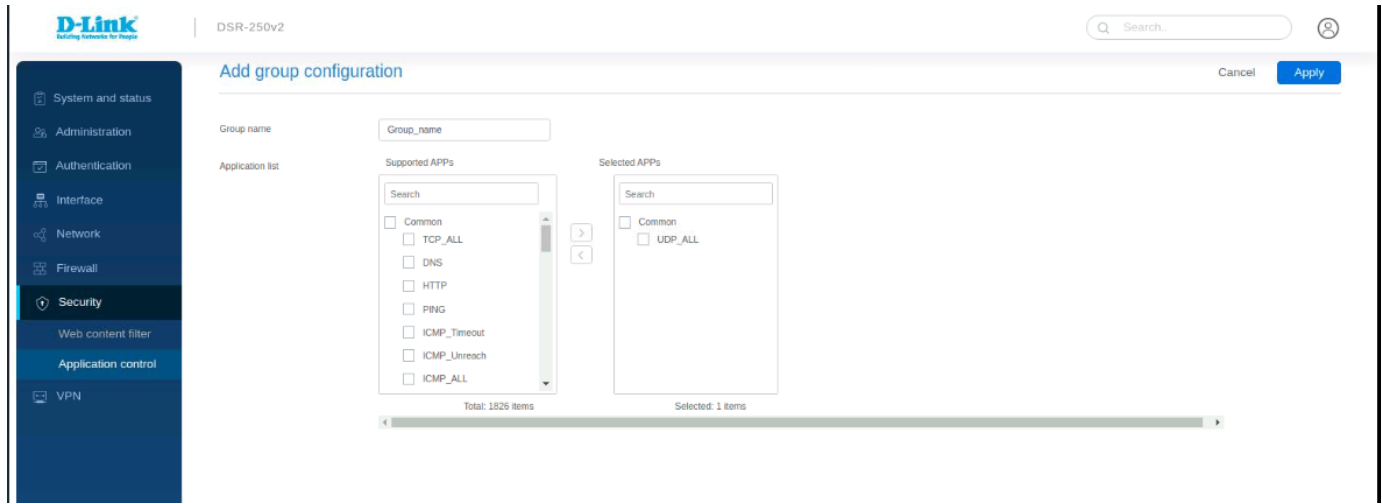 D-Link
Building Networks for People
DSR-250v2
Search..
Add group configuration
Cancel
Apply
System and status
Administration
Authentication
Interface
Network
Firewall
Security
Web content filter
Application control
VPN
Group name
Group_name
Application list
Supported APPs
Selected APPs
Search
Search
Common
TCP_ALL
DNS
HTTP
PING
ICMP_Timeout
ICMP_Unreach
ICMP_ALL
Common
UDP_ALL
Total: 1826 items
Selected: 1 items